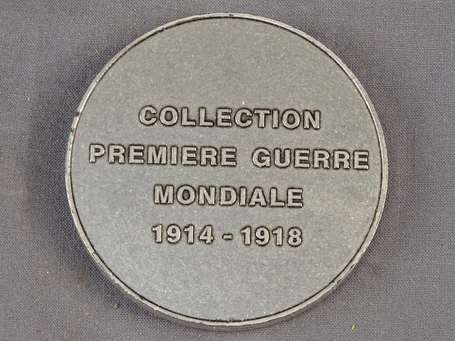 COLLECTION
PREMIERE GUERRE
MONDIALE
1914 - 1918